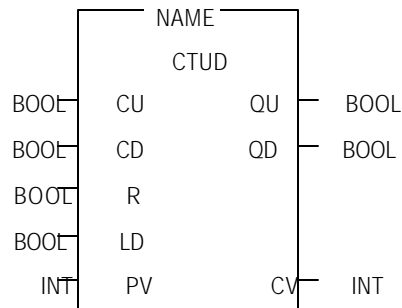 NAME
CTUD
BOOL CU QU BOOL
BOOL CD QD BOOL
BOOL R
BOOL LD
INT PV CV INT